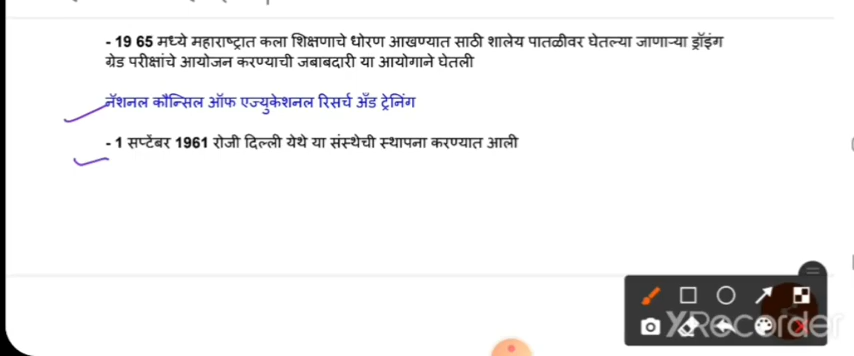 - 19 65 मध्ये महाराष्ट्रात कला शिक्षणाचे धोरण आखण्यात साठी शालेय पातळीवर घेतल्या जाणाऱ्या ड्रॉइंग
ग्रेड परीक्षांचे आयोजन करण्याची जबाबदारी या आयोगाने घेतली
नॅशनल कौन्सिल ऑफ एज्युकेशनल रिसर्च अँड ट्रेनिंग
- 1 सप्टेंबर 1961 रोजी दिल्ली येथे या संस्थेची स्थापना करण्यात आली
XRecorder